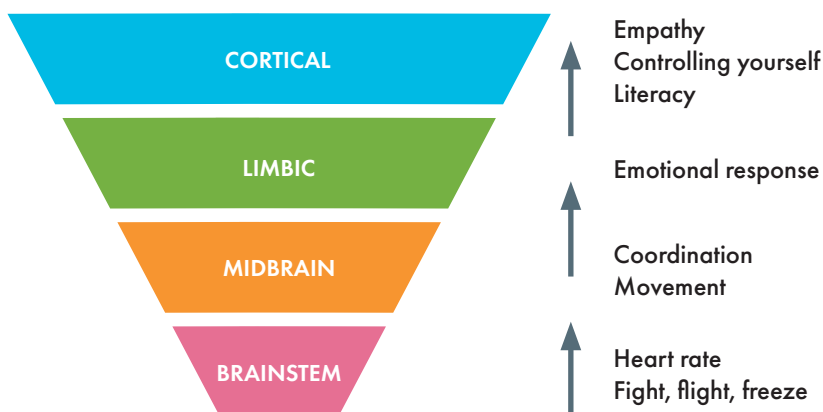 CORTICAL
Empathy
Controlling yourself
Literacy
LIMBIC
Emotional response
MIDBRAIN
Coordination
Movement
BRAINSTEM
Heart rate
Fight, flight, freeze